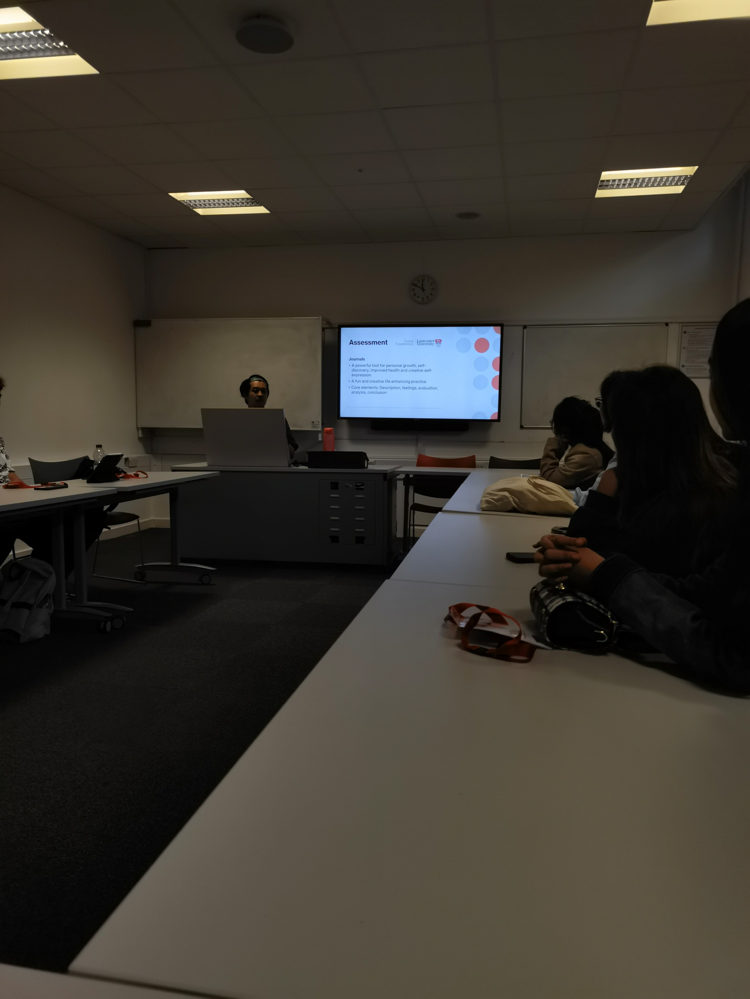 Assessment
Global
Experiences
Lancaster
University
Journals
• A powerful tool for personal growth, self-
discovery, improved health and creative self-
expression
• A fun and creative life enhancing practice
• Core elements: Description, feelings, evaluation,
analysis, conclusion